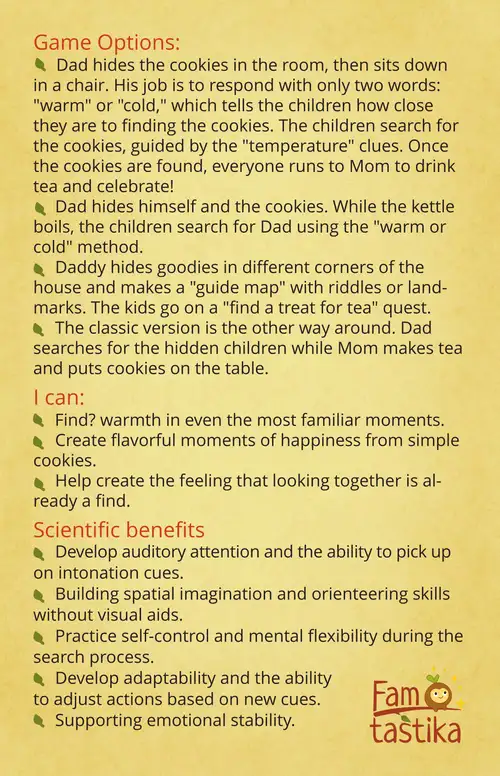 Game Options:
Dad hides the cookies in the room, then sits down
in a chair. His job is to respond with only two words:
"warm" or "cold," which tells the children how close
they are to finding the cookies. The children search for
the cookies, guided by the "temperature" clues. Once
the cookies are found, everyone runs to Mom to drink
tea and celebrate!
Dad hides himself and the cookies. While the kettle
boils, the children search for Dad using the "warm or
cold" method.
Daddy hides goodies in different corners of the
house and makes a "guide map" with riddles or land-
marks. The kids go on a "find a treat for tea" quest.
The classic version is the other way around. Dad
searches for the hidden children while Mom makes tea
and puts cookies on the table.
I can:
Find? warmth in even the most familiar moments.
Create flavorful moments of happiness from simple
cookies.
Help create the feeling that looking together is al-
ready a find.
Scientific benefits
Develop auditory attention and the ability to pick up
on intonation cues.
Building spatial imagination and orienteering skills
without visual aids.
Practice self-control and mental flexibility during the
search process.
Develop adaptability and the ability
to adjust actions based on new cues.
Supporting emotional stability.
Fam
tastika